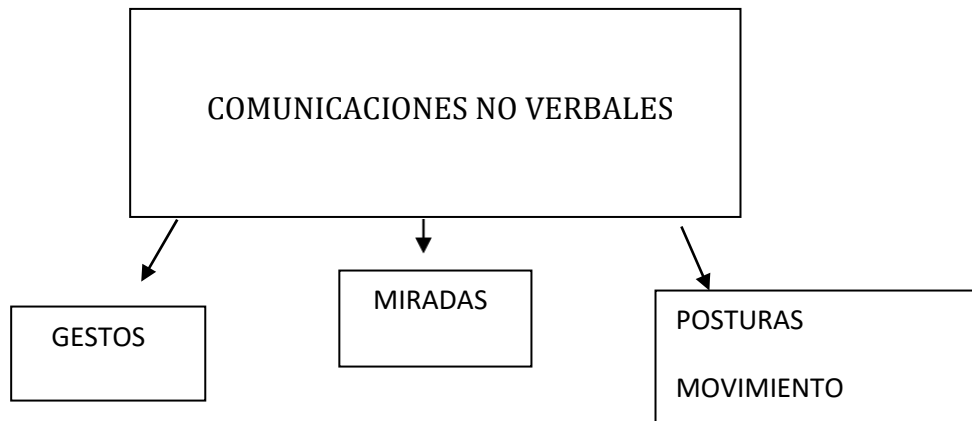 COMUNICACIONES NO VERBALES
GESTOS
MIRADAS
POSTURAS
MOVIMIENTO